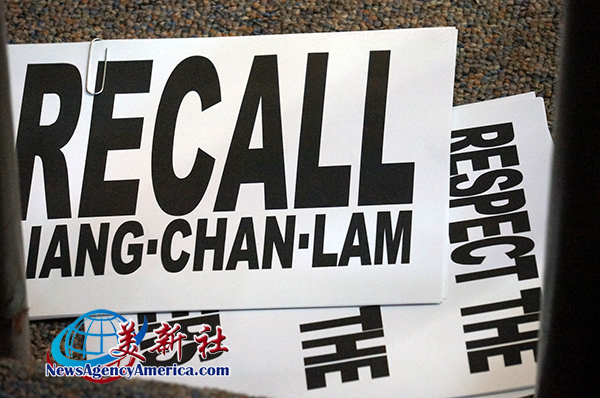 RECALL
IANG·CHAN·LAM
RESPECT THE
THE
美新社
NewsAgencyAmerica.com